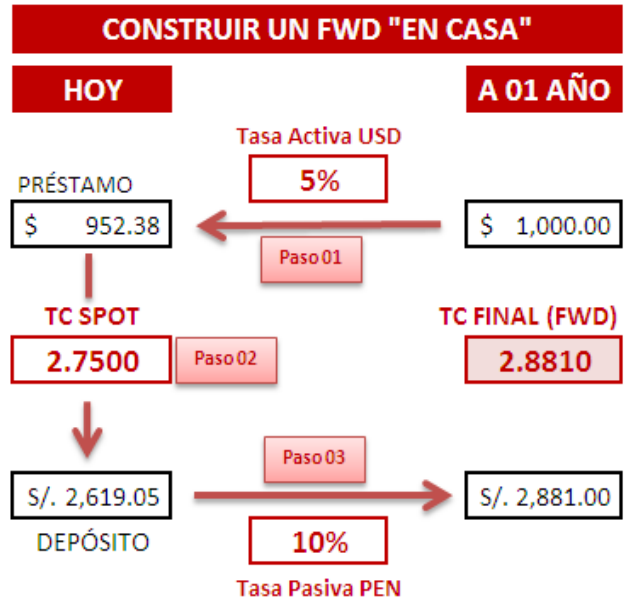 CONSTRUIR UN FWD "EN CASA"
HOY
A 01 AÑO
Tasa Activa USD
5%
PRÉSTAMO
$ 952.38
$ 1,000.00
Paso 01
TC SPOT
TC FINAL (FWD)
2.7500
Paso 02
2.8810
Paso 03
S/. 2,619.05
S/. 2,881.00
DEPÓSITO
10%
Tasa Pasiva PEN